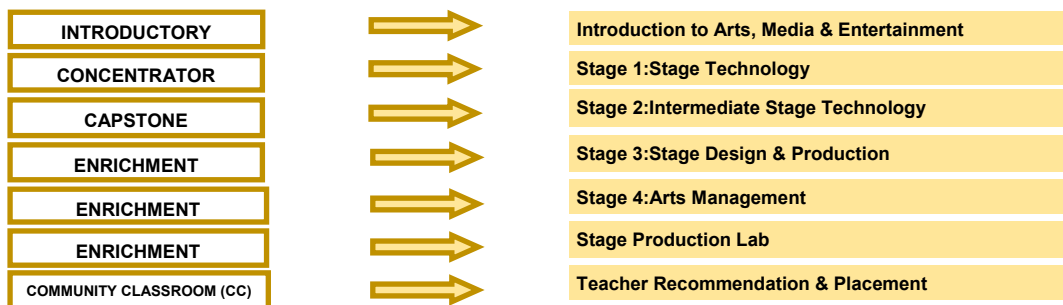 INTRODUCTORY
Introduction to Arts, Media & Entertainment
CONCENTRATOR
Stage 1:Stage Technology
CAPSTONE
Stage 2:Intermediate Stage Technology
ENRICHMENT
Stage 3:Stage Design & Production
ENRICHMENT
Stage 4:Arts Management
ENRICHMENT
Stage Production Lab
COMMUNITY CLASSROOM (CC)
Teacher Recommendation & Placement